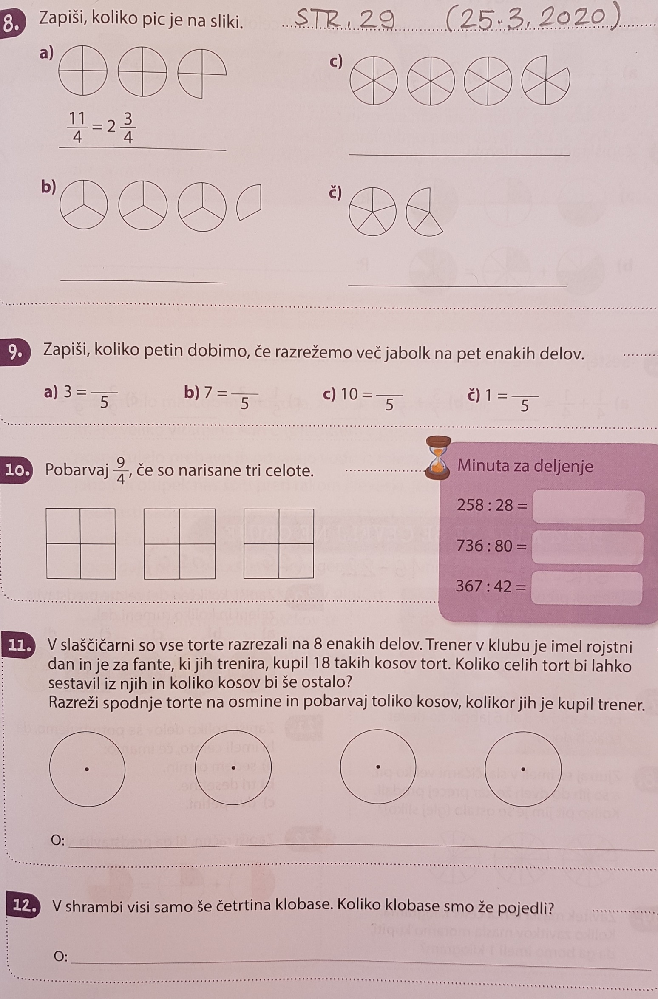 8. Zapiši, koliko pic je na sliki. STR. 29 (25.3.2020)
a)
c)
11/4 = 2 3/4
b)
č)
9. Zapiši, koliko petin dobimo, če razrežemo več jabolk na pet enakih delov.
a) 3 = __/5 b) 7 = __/5 c) 10 = __/5 č) 1 = __/5
10. Pobarvaj 9/4, če so narisane tri celote.
Minuta za deljenje
258 : 28 =
736 : 80 =
367 : 42 =
11. V slaščičarni so vse torte razrezali na 8 enakih delov. Trener v klubu je imel rojstni
dan in je za fante, ki jih trenira, kupil 18 takih kosov tort. Koliko celih tort bi lahko
sestavil iz njih in koliko kosov bi še ostalo?
Razreži spodnje torte na osmine in pobarvaj toliko kosov, kolikor jih je kupil trener.
O:
12. V shrambi visi samo še četrtina klobase. Koliko klobase smo že pojedli?
O: